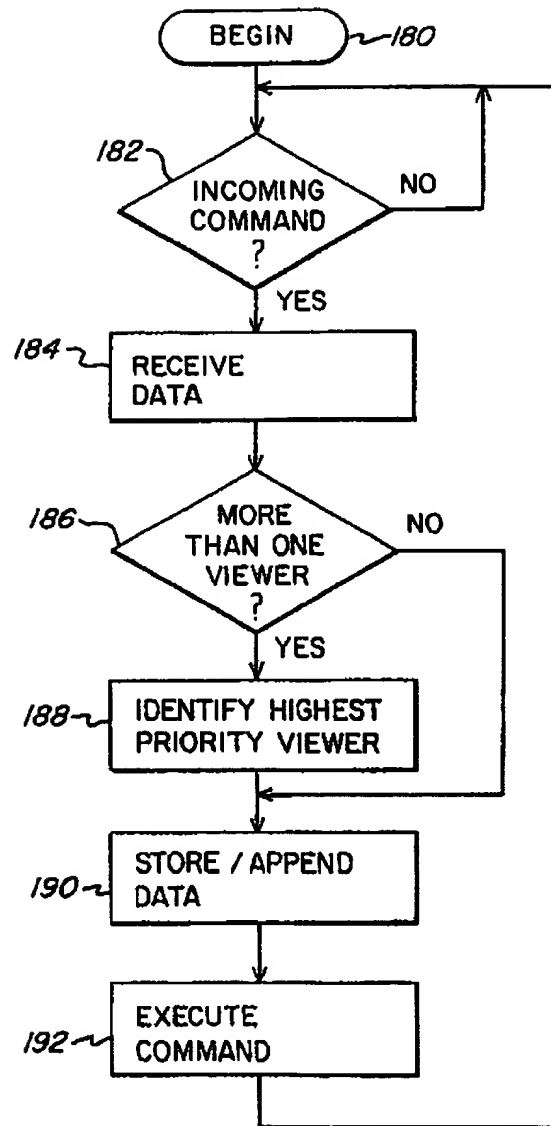 BEGIN
180
182
INCOMING
COMMAND
?
NO
YES
184
RECEIVE
DATA
186
MORE
THAN ONE
VIEWER
?
NO
YES
188
IDENTIFY HIGHEST
PRIORITY VIEWER
190
STORE / APPEND
DATA
192
EXECUTE
COMMAND